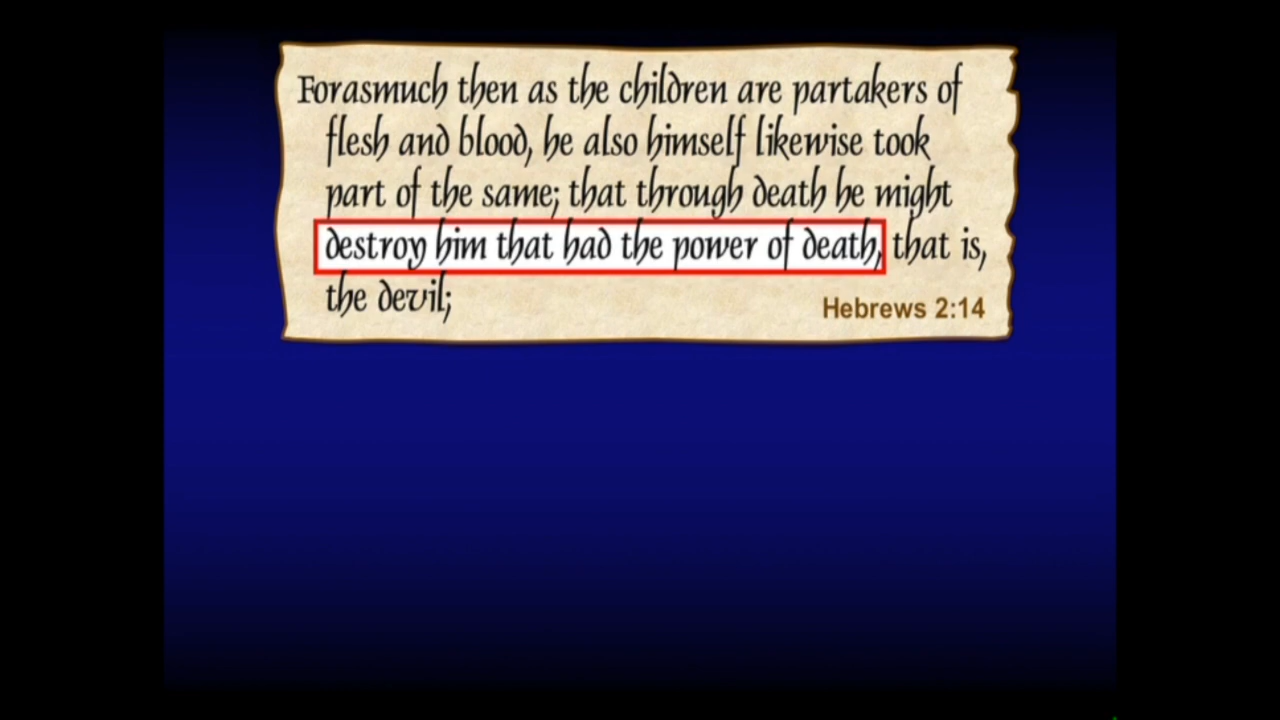 Forasmuch then as the children are partakers of
flesh and blood, he also himself likewise took
part of the same; that through death he might
destroy him that had the power of death, that is,
the devil;
Hebrews 2:14